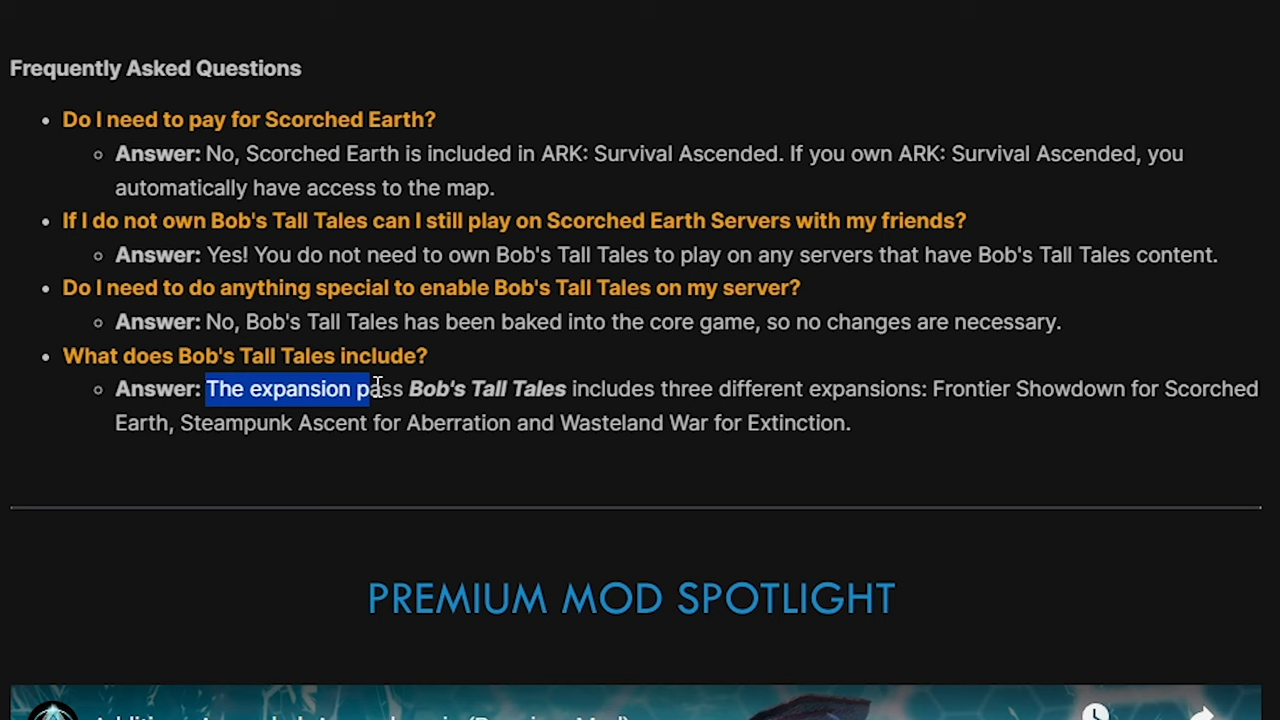 Frequently Asked Questions
Do I need to pay for Scorched Earth?
Answer: No, Scorched Earth is included in ARK: Survival Ascended. If you own ARK: Survival Ascended, you
automatically have access to the map.
If I do not own Bob's Tall Tales can I still play on Scorched Earth Servers with my friends?
Answer: Yes! You do not need to own Bob's Tall Tales to play on any servers that have Bob's Tall Tales content.
Do I need to do anything special to enable Bob's Tall Tales on my server?
Answer: No, Bob's Tall Tales has been baked into the core game, so no changes are necessary.
What does Bob's Tall Tales include?
Answer: The expansion pass Bob's Tall Tales includes three different expansions: Frontier Showdown for Scorched
Earth, Steampunk Ascent for Aberration and Wasteland War for Extinction.
PREMIUM MOD SPOTLIGHT